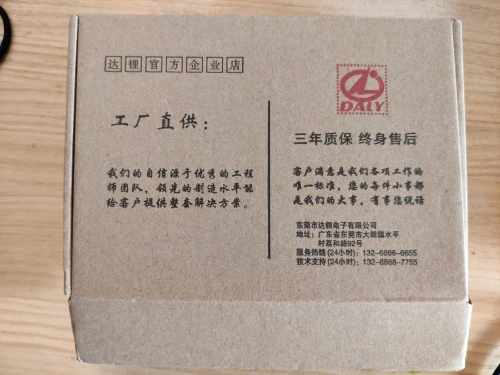 达锂官方企业店
DALY
工厂直供：
三年质保 终身售后
我们的自信源于优秀的工程
师团队，领先的制造水平能
给客户提供整套解决方案。
客户满意是我们各项工作的
唯一标准，您的每件小事都
是我们的大事，有事您说话
东莞市达锂电子有限公司
地址：广东省东莞市大朗镇水平
村荔和路92号
服务热线(24小时)：132-6866-6655
技术支持(24小时)：132-6888-7755